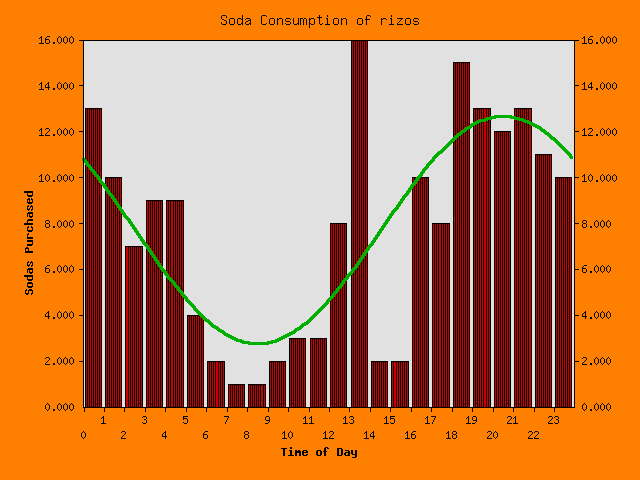 Soda Consumption of rizos
16.000 16.000
14.000 14.000
12.000 12.000
10.000 10.000
8.000 8.000
6.000 6.000
4.000 4.000
2.000 2.000
0.000 0.000
Sodas Purchased
1 3 4 5 7 9 11 13 15 17 19 21 23
0 2 4 6 8 10 12 14 16 18 20 22
Time of Day